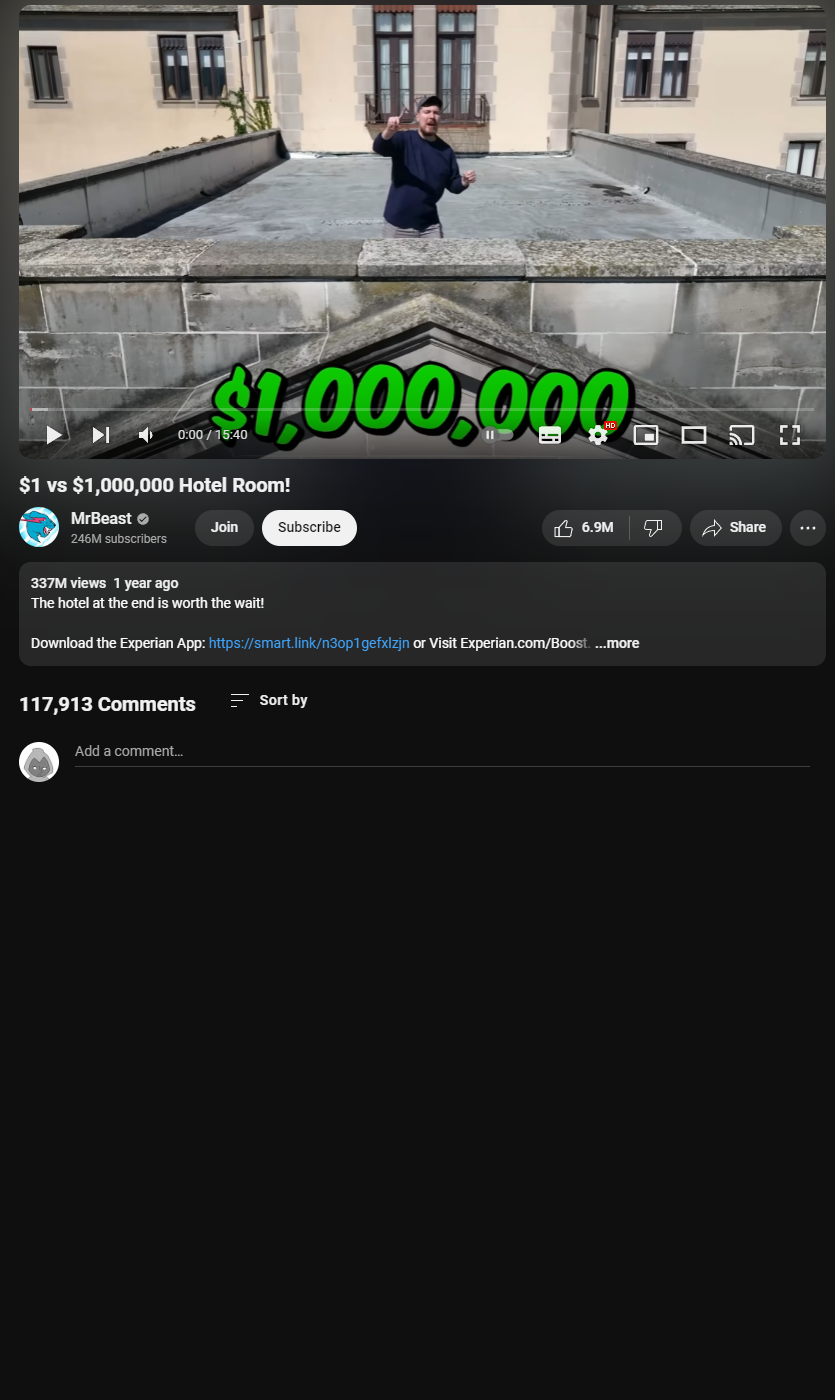 $1,000,000
0:00 / 15:40
HD
$1 vs $1,000,000 Hotel Room!
MrBeast
246M subscribers
Join
Subscribe
6.9M
Share
337M views 1 year ago
The hotel at the end is worth the wait!
Download the Experian App: https://smart.link/n3op1gefxlzjn or Visit Experian.com/Boost. ...more
117,913 Comments
Sort by
Add a comment...